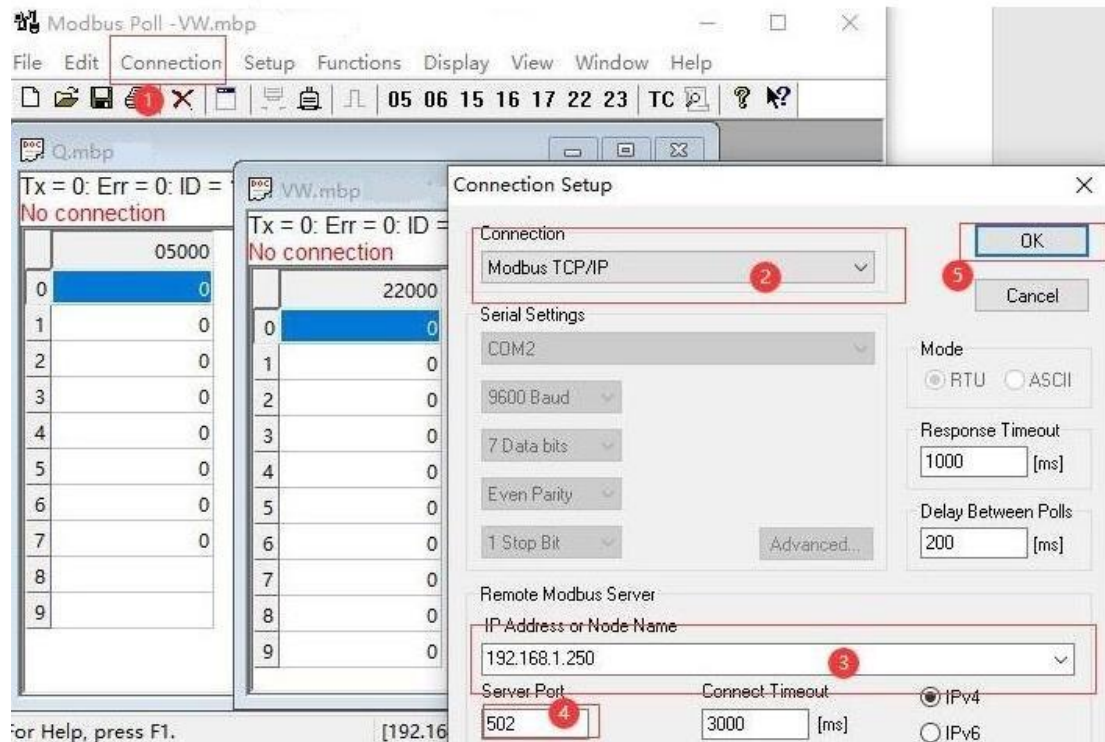 Modbus Poll -VW.mbp
File Edit Connection Setup Functions Display View Window Help
1
05 06 15 16 17 22 23 TC
Q.mbp
Tx = 0: Err = 0: ID =
No connection
05000
0 0
1 0
2 0
3 0
4 0
5 0
6 0
7 0
8
9
VW.mbp
Tx = 0: Err = 0: ID =
No connection
22000
0 0
1 0
2 0
3 0
4 0
5 0
6 0
7 0
8 0
9 0
Connection Setup
Connection
Modbus TCP/IP
2
OK
5
Cancel
Serial Settings
COM2
9600 Baud
7 Data bits
Even Parity
1 Stop Bit
Advanced...
Mode
RTU ASCII
Response Timeout
1000 [ms]
Delay Between Polls
200 [ms]
Remote Modbus Server
IP Address or Node Name
192.168.1.250
3
Server Port
502
4
Connect Timeout
3000 [ms]
IPv4
IPv6
For Help, press F1.
[192.16